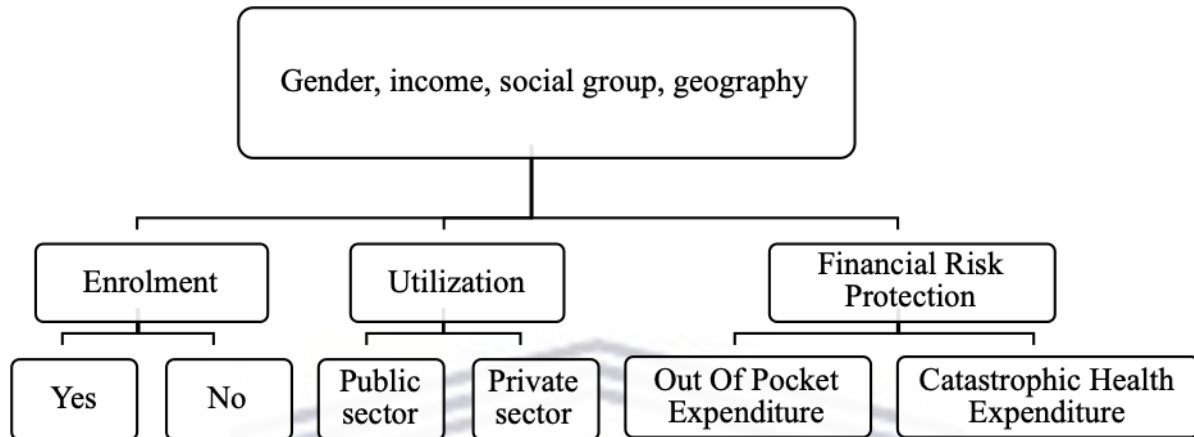 Gender, income, social group, geography
Enrolment
Utilization
Financial Risk
Protection
Yes
No
Public
sector
Private
sector
Out Of Pocket
Expenditure
Catastrophic Health
Expenditure